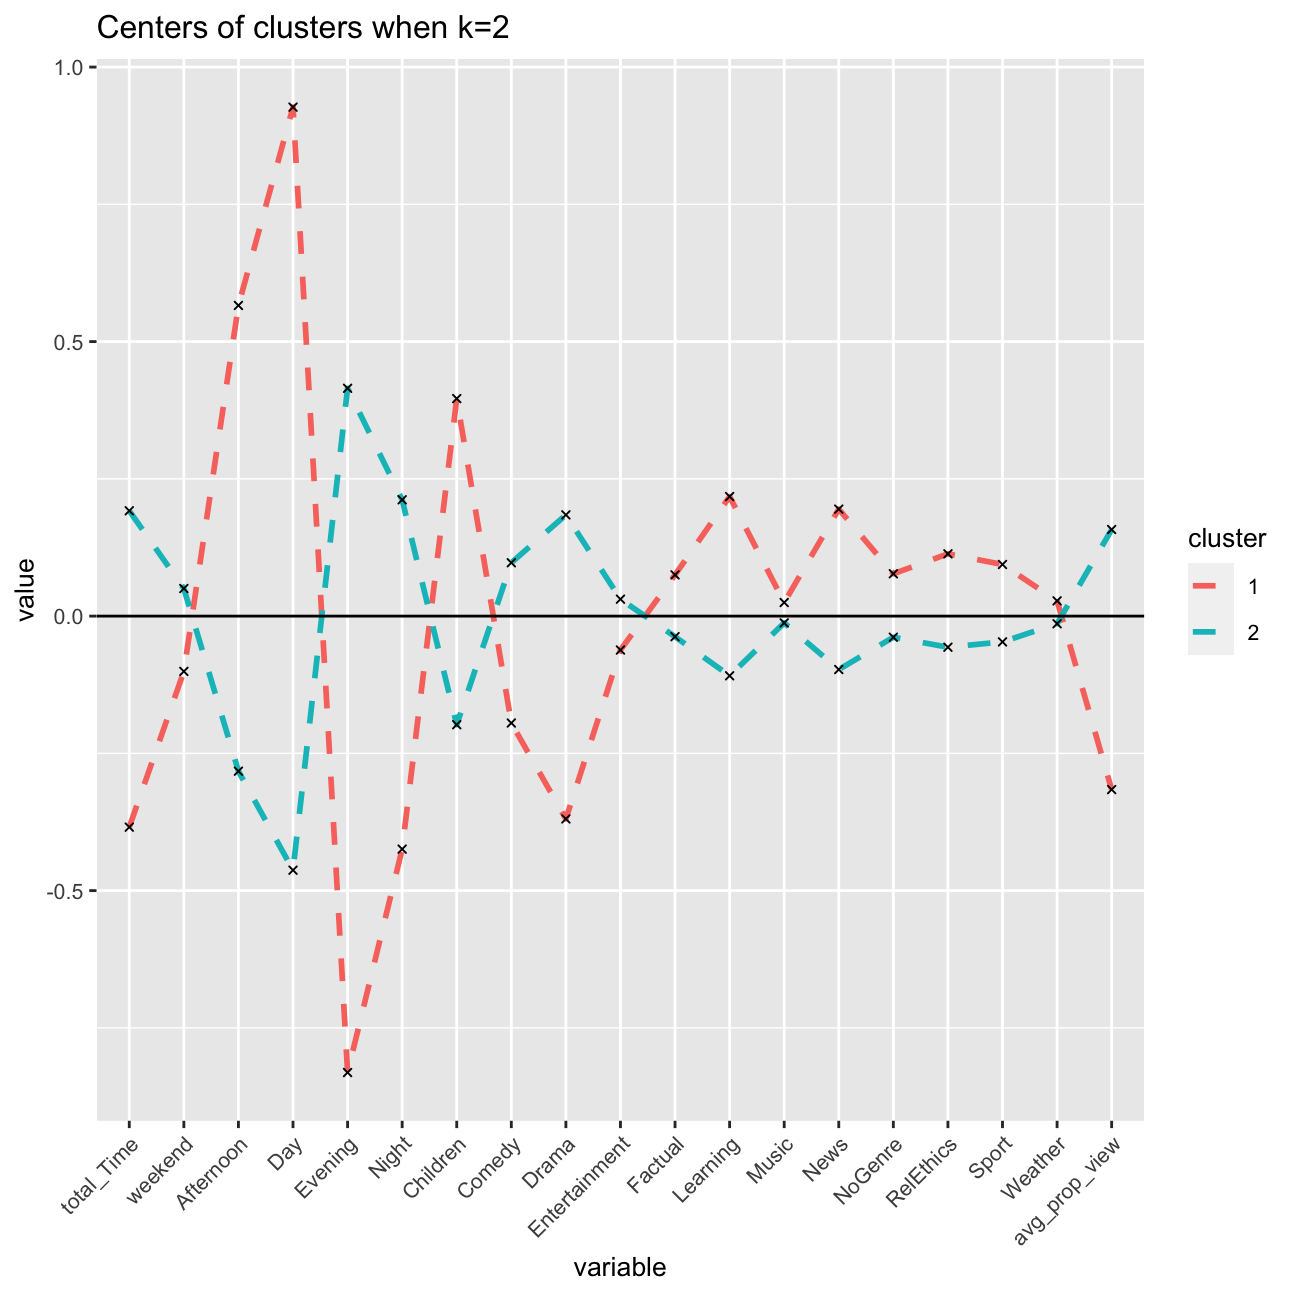 Centers of clusters when k=2
1.0
0.5
0.0
-0.5
value
total_Time
weekend
Afternoon
Day
Evening
Night
Children
Comedy
Drama
Entertainment
Factual
Learning
Music
News
NoGenre
RelEthics
Sport
Weather
avg_prop_view
variable
cluster
1
2